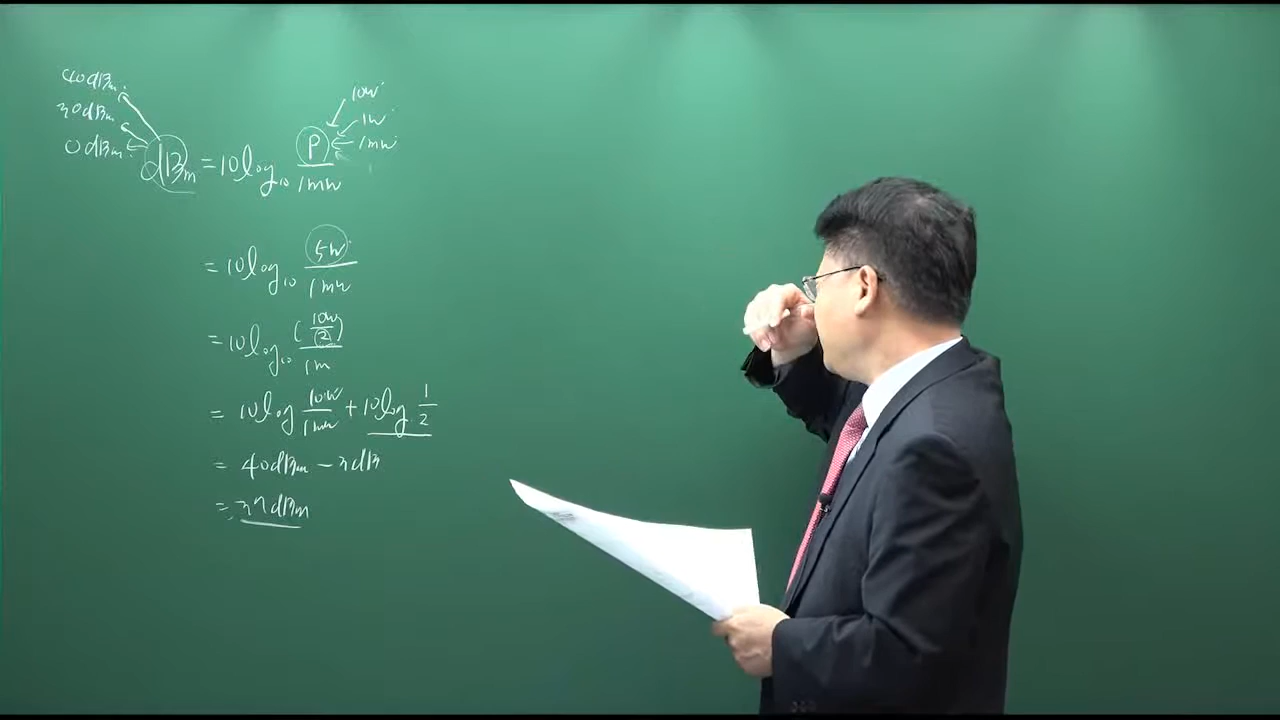 40dBm
30dBm
0dBm
10W
1W
1mW
dBm = 10log₁₀ P/1mW
= 10log₁₀ 5W/1mW
= 10log₁₀ (10W/2)/1m
= 10log 10W/1mW + 10log 1/2
= 40dBm - 3dB
= 37dBm